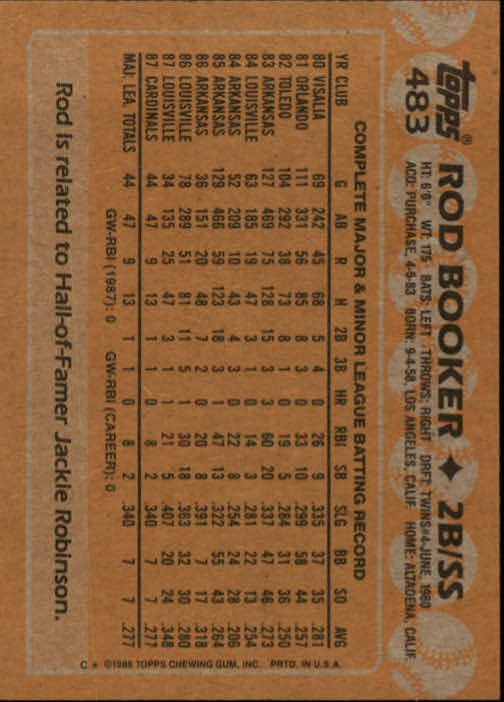 topps®
483
ROD BOOKER ✦ 2B/SS
HT: 6'0" WT: 175 BATS: LEFT THROWS: RIGHT DRFT: TWINS#4-JUNE, 1980
ACQ: PURCHASE, 4-5-83 BORN: 9-4-58, LOS ANGELES, CALIF. HOME: ALTADENA, CALIF.
COMPLETE MAJOR & MINOR LEAGUE BATTING RECORD
YR CLUB G AB R H 2B 3B HR RBI SB SLG BB SO AVG
80 VISALIA 69 242 45 68 5 4 0 26 9 .335 37 35 .281
81 ORLANDO 111 331 56 85 8 3 0 33 10 .299 58 44 .257
82 TOLEDO 104 292 38 73 8 1 0 19 5 .284 31 36 .250
83 ARKANSAS 127 469 75 128 15 3 3 60 20 .337 47 46 .273
84 LOUISVILLE 63 185 19 47 3 1 0 14 3 .281 22 13 .254
84 ARKANSAS 52 209 10 43 4 3 0 22 8 .254 24 28 .206
85 ARKANSAS 129 466 59 123 18 3 1 47 13 .322 55 43 .264
86 ARKANSAS 36 151 20 48 7 2 0 20 8 .391 7 17 .318
86 LOUISVILLE 78 289 51 81 11 5 1 30 18 .363 32 30 .280
87 LOUISVILLE 34 135 25 47 3 1 1 21 5 .407 20 24 .348
87 CARDINALS 44 47 9 13 1 1 0 8 2 .340 7 7 .277
MAJ. LEA. TOTALS 44 47 9 13 1 1 0 8 2 .340 7 7 .277
GW-RBI (1987): 0 GW-RBI (CAREER): 0
C * ©1988 TOPPS CHEWING GUM, INC. PRTD. IN U.S.A.
Rod is related to Hall-of-Famer Jackie Robinson.